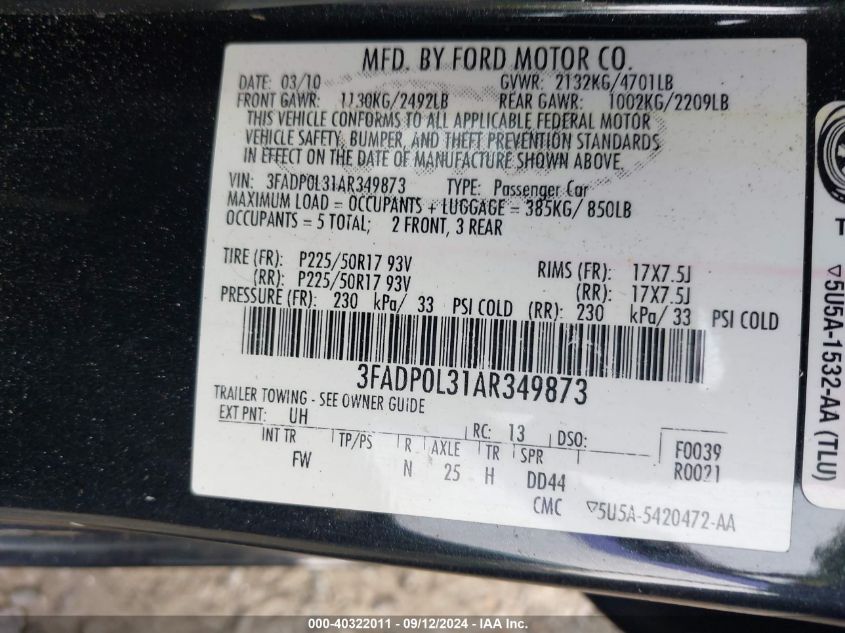 MFD. BY FORD MOTOR CO.
DATE: 03/10 GVWR: 2132KG/4701LB
FRONT GAWR: 1130KG/2492LB REAR GAWR: 1002KG/2209LB
THIS VEHICLE CONFORMS TO ALL APPLICABLE FEDERAL MOTOR
VEHICLE SAFETY, BUMPER, AND THEFT PREVENTION STANDARDS
IN EFFECT ON THE DATE OF MANUFACTURE SHOWN ABOVE.
VIN: 3FADP0L31AR349873 TYPE: Passenger Car
MAXIMUM LOAD = OCCUPANTS + LUGGAGE = 385KG/ 850LB
OCCUPANTS = 5 TOTAL; 2 FRONT, 3 REAR
TIRE (FR): P225/50R17 93V RIMS (FR): 17X7.5J
(RR): P225/50R17 93V (RR): 17X7.5J
PRESSURE (FR): 230 kPa/ 33 PSI COLD (RR): 230 kPa/ 33 PSI COLD
3FADP0L31AR349873
TRAILER TOWING - SEE OWNER GUIDE
EXT PNT: UH RC: 13 DSO: F0039
INT TR TP/PS R AXLE TR SPR R0021
FW N 25 H DD44
CMC ▽5U5A-5420472-AA
T
▽5U5A-1532-AA (TLU)
000-40322011 - 09/12/2024 - IAA Inc.